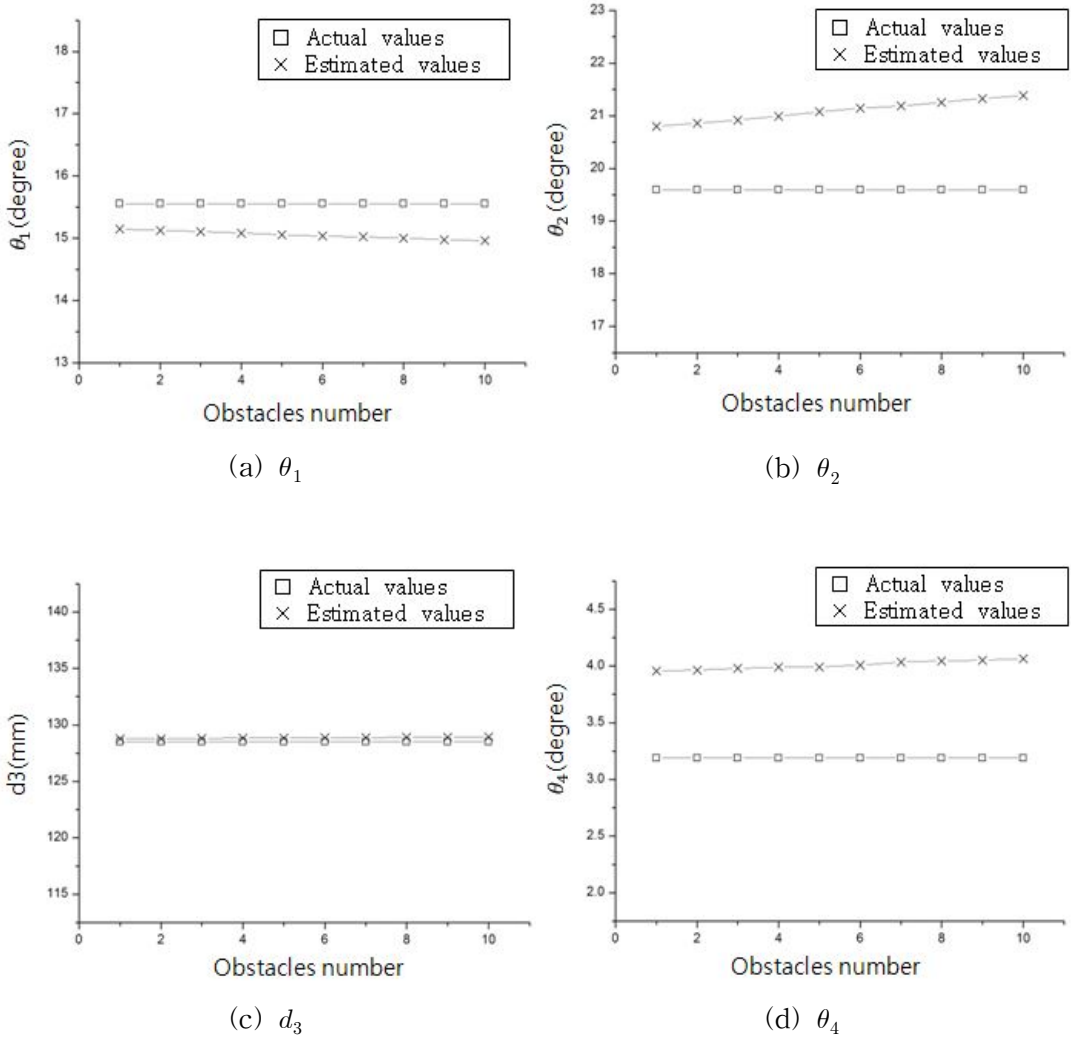 Actual values
Estimated values
18
17
16
15
14
13
0 2 4 6 8 10
θ₁(degree)
Obstacles number
(a) θ₁
Actual values
Estimated values
23
22
21
20
19
18
17
0 2 4 6 8 10
θ₂(degree)
Obstacles number
(b) θ₂
Actual values
Estimated values
140
135
130
125
120
115
0 2 4 6 8 10
d3(mm)
Obstacles number
(c) d₃
Actual values
Estimated values
4.5
4.0
3.5
3.0
2.5
2.0
0 2 4 6 8 10
θ₄(degree)
Obstacles number
(d) θ₄